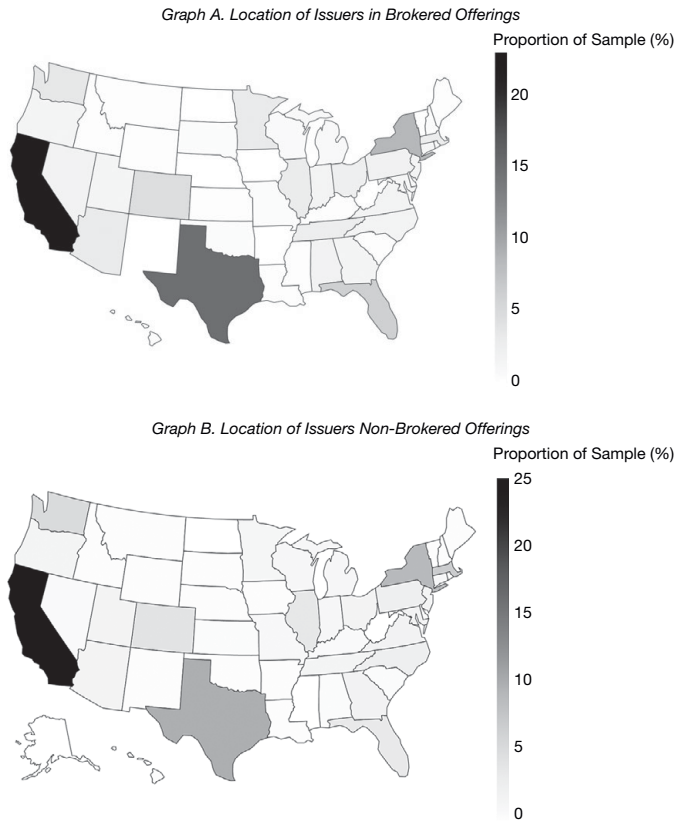 Graph A. Location of Issuers in Brokered Offerings
Proportion of Sample (%)
20
15
10
5
0
Graph B. Location of Issuers Non-Brokered Offerings
Proportion of Sample (%)
25
20
15
10
5
0